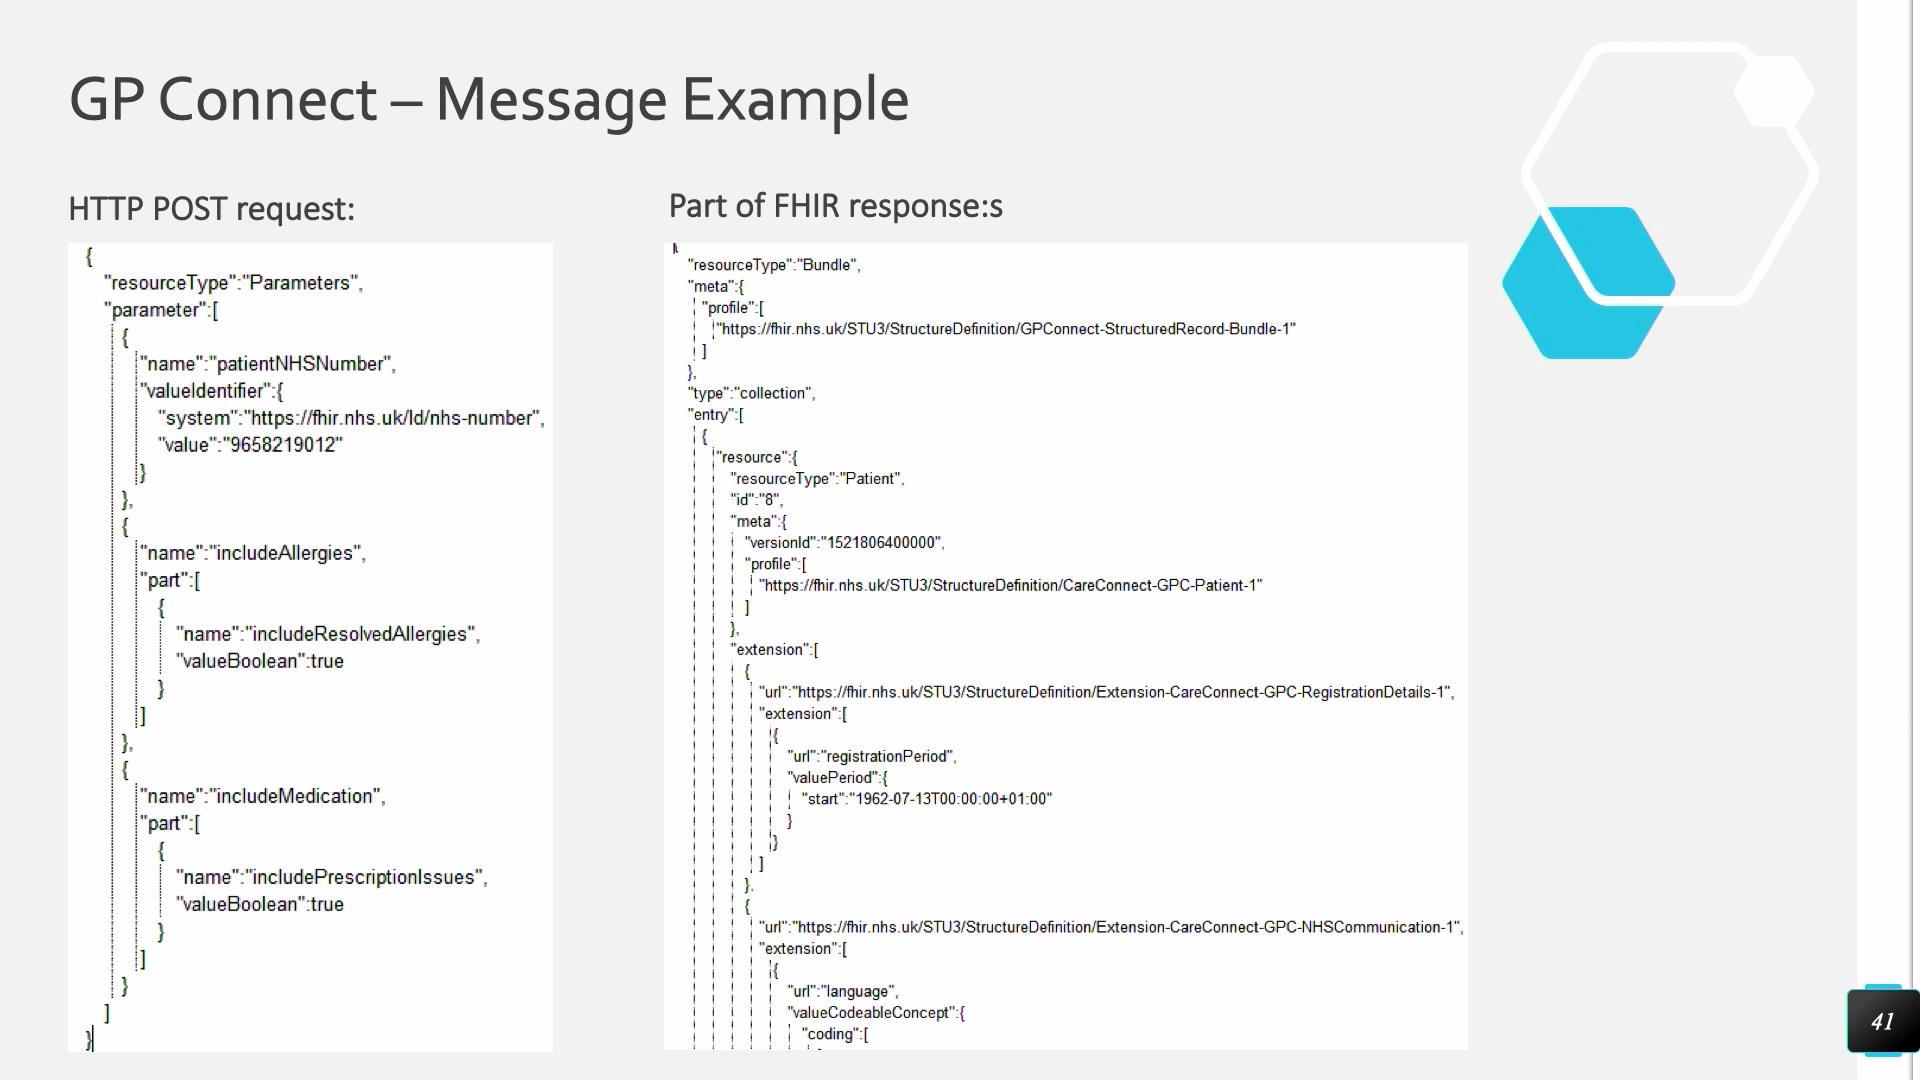 GP Connect – Message Example
HTTP POST request:
{
"resourceType":"Parameters",
"parameter":[
{
"name":"patientNHSNumber",
"valueIdentifier":{
"system":"https://fhir.nhs.uk/Id/nhs-number",
"value":"9658219012"
}
},
{
"name":"includeAllergies",
"part":[
{
"name":"includeResolvedAllergies",
"valueBoolean":true
}
]
},
{
"name":"includeMedication",
"part":[
{
"name":"includePrescriptionIssues",
"valueBoolean":true
}
]
}
]
}
Part of FHIR response:s
{
"resourceType":"Bundle",
"meta":{
"profile":[
"https://fhir.nhs.uk/STU3/StructureDefinition/GPConnect-StructuredRecord-Bundle-1"
]
},
"type":"collection",
"entry":[
{
"resource":{
"resourceType":"Patient",
"id":"8",
"meta":{
"versionId":"1521806400000",
"profile":[
"https://fhir.nhs.uk/STU3/StructureDefinition/CareConnect-GPC-Patient-1"
]
},
"extension":[
{
"url":"https://fhir.nhs.uk/STU3/StructureDefinition/Extension-CareConnect-GPC-RegistrationDetails-1",
"extension":[
{
"url":"registrationPeriod",
"valuePeriod":{
"start":"1962-07-13T00:00:00+01:00"
}
}
]
},
{
"url":"https://fhir.nhs.uk/STU3/StructureDefinition/Extension-CareConnect-GPC-NHSCommunication-1",
"extension":[
{
"url":"language",
"valueCodeableConcept":{
"coding":[
41